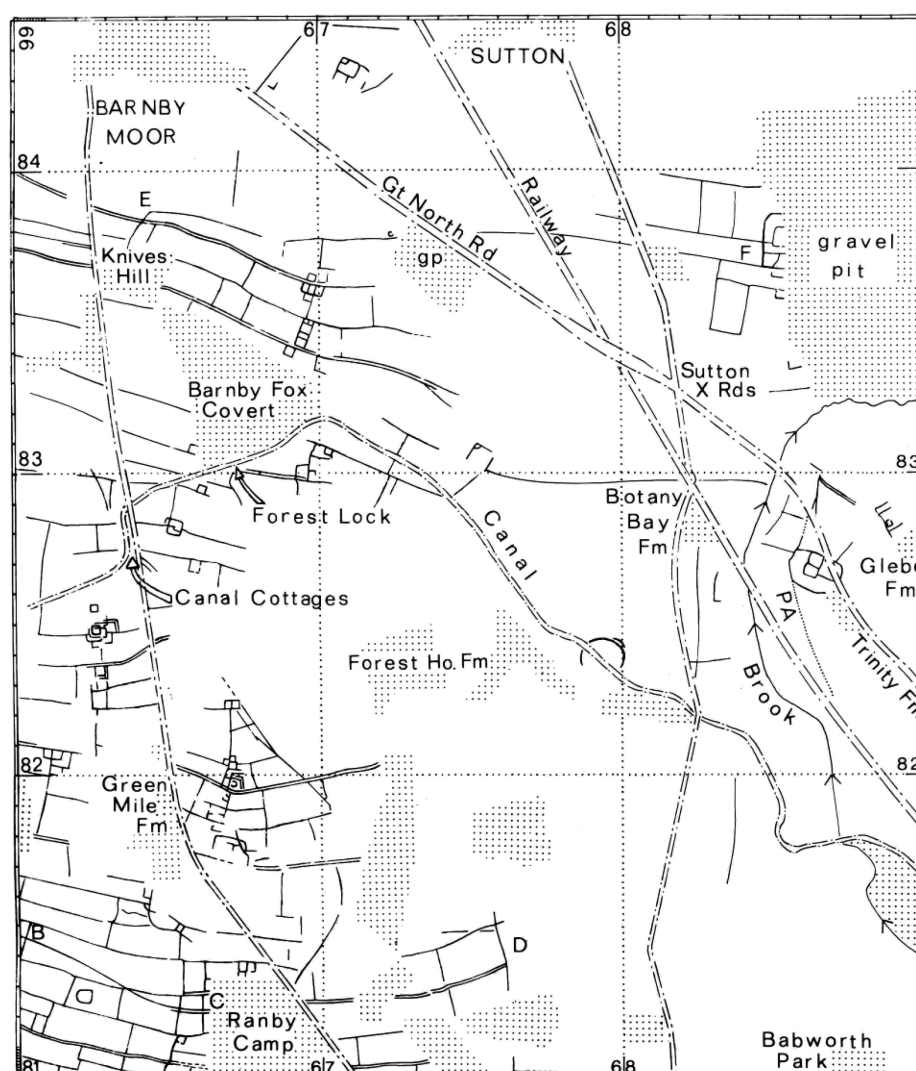 99
67
68
SUTTON
BARNBY
MOOR
84
Railway
Gt North Rd
E
Knives
Hill
gp
F
gravel
pit
Sutton
X Rds
Barnby Fox
Covert
83
83
Forest Lock
Canal
Botany
Bay
Fm
Glebe
Fm
Canal Cottages
PA
Forest Ho. Fm
Brook
Trinity Fm
82
82
Green
Mile
Fm
B
D
C
Ranby
Camp
Babworth
Park
81
67
68